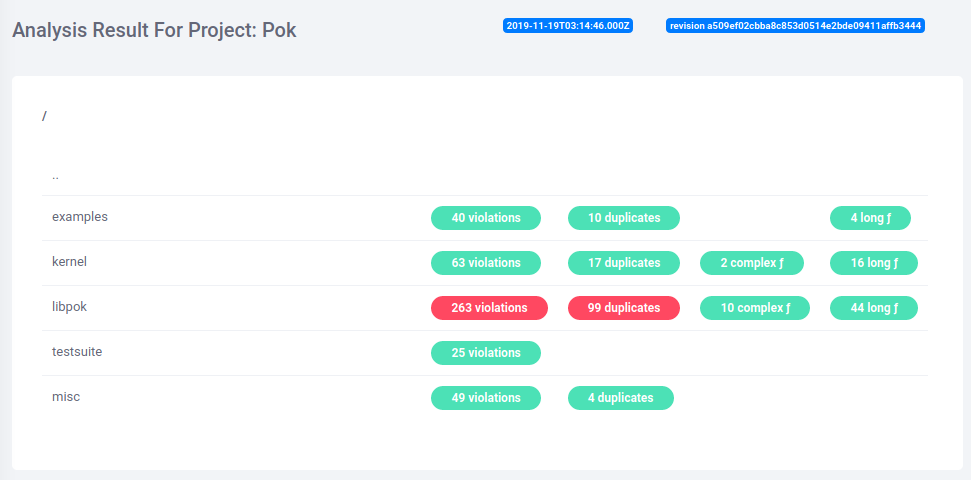 Analysis Result For Project: Pok 2019-11-19T03:14:46.000Z revision a509ef02cbba8c853d0514e2bde09411affb3444
/
..
examples 40 violations 10 duplicates 4 long ƒ
kernel 63 violations 17 duplicates 2 complex ƒ 16 long ƒ
libpok 263 violations 99 duplicates 10 complex ƒ 44 long ƒ
testsuite 25 violations
misc 49 violations 4 duplicates